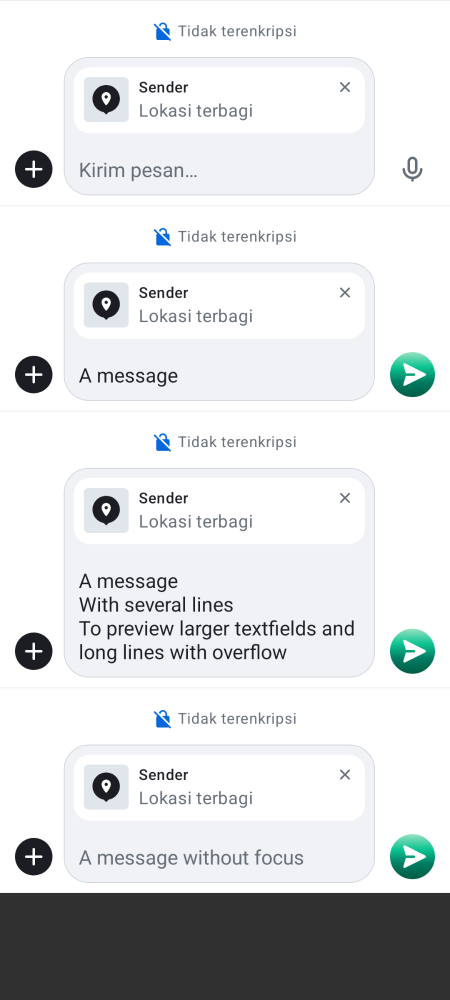 Tidak terenkripsi
Sender
Lokasi terbagi
Kirim pesan…
Tidak terenkripsi
Sender
Lokasi terbagi
A message
Tidak terenkripsi
Sender
Lokasi terbagi
A message
With several lines
To preview larger textfields and
long lines with overflow
Tidak terenkripsi
Sender
Lokasi terbagi
A message without focus